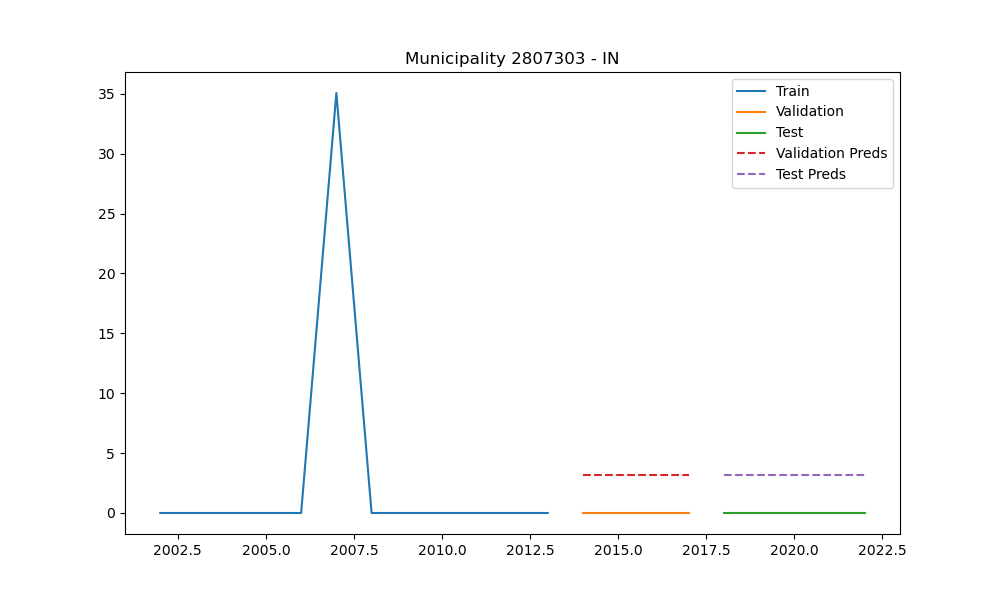 Municipality 2807303 - IN
Train
Validation
Test
Validation Preds
Test Preds
35
30
25
20
15
10
5
0
2002.5 2005.0 2007.5 2010.0 2012.5 2015.0 2017.5 2020.0 2022.5